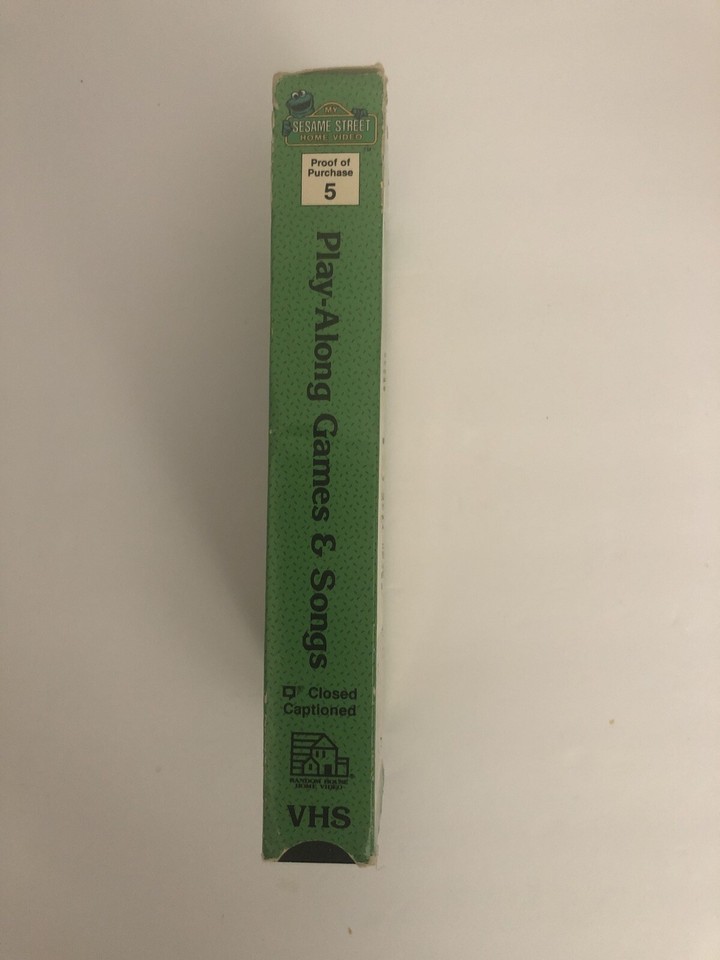 MY
SESAME STREET
HOME VIDEO
Proof of
Purchase
5
Play-Along Games & Songs
Closed
Captioned
RANDOM HOUSE
HOME VIDEO
VHS